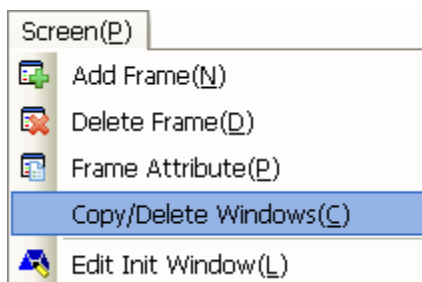 Screen(P)
Add Frame(N)
Delete Frame(D)
Frame Attribute(P)
Copy/Delete Windows(C)
Edit Init Window(L)